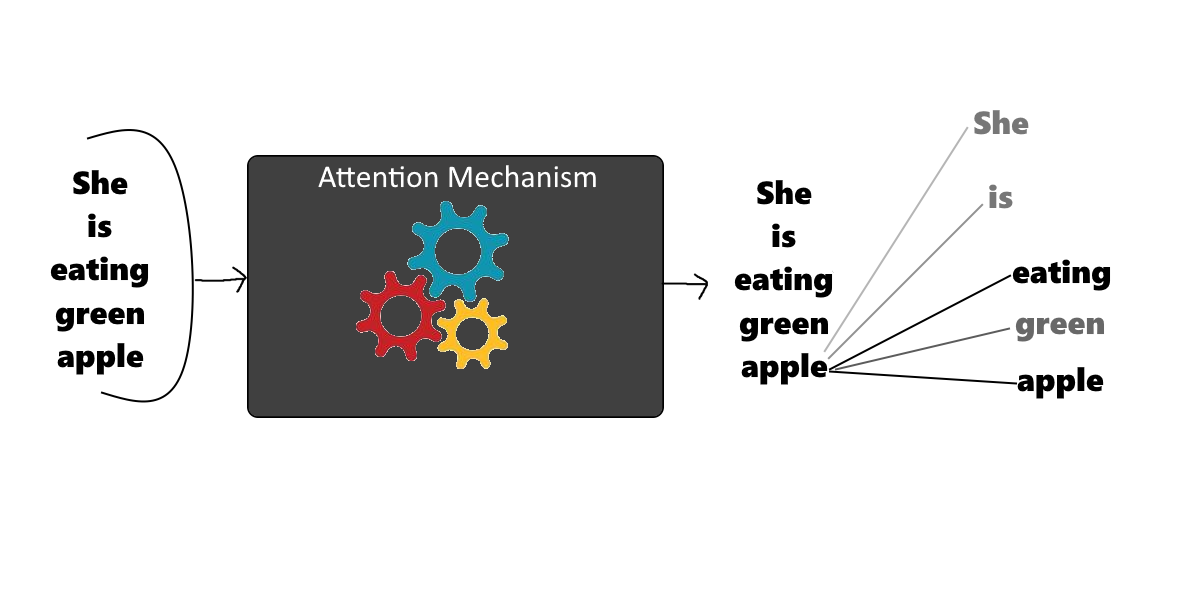 She
is
eating
green
apple
Attention Mechanism
She
is
eating
green
apple
She
is
eating
green
apple